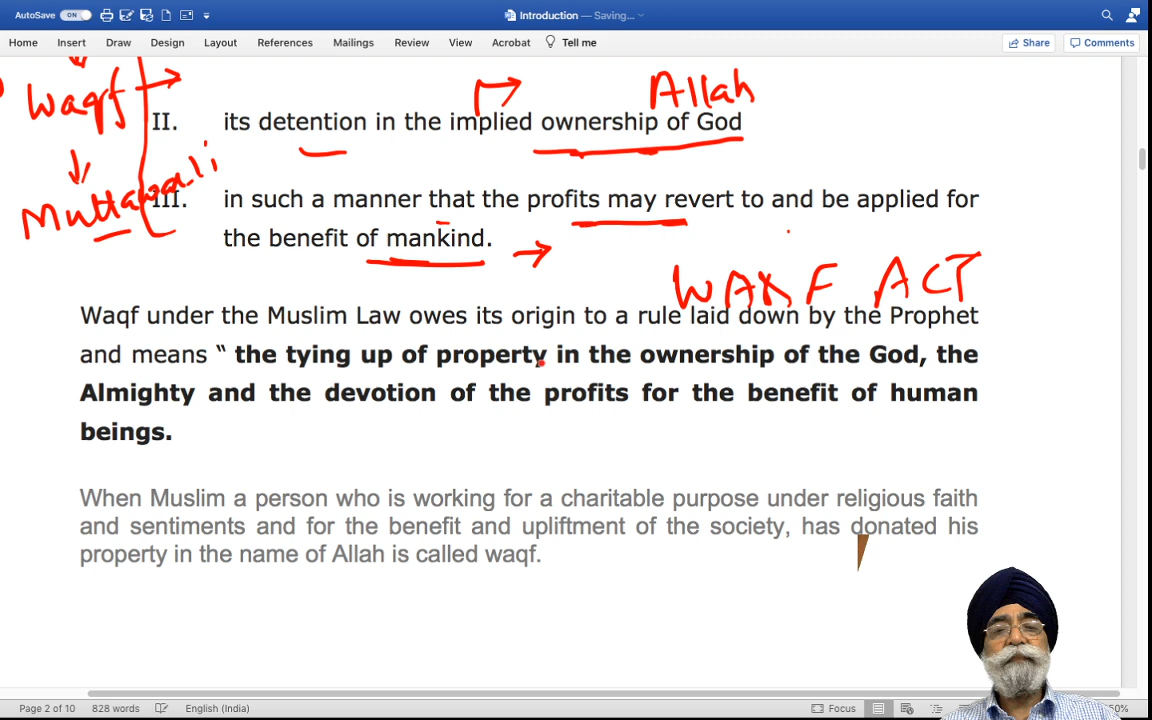 AutoSave ON Introduction — Saving...
Home Insert Draw Design Layout References Mailings Review View Acrobat Tell me Share Comments
Allah
Waqf
II. its detention in the implied ownership of God
Muttawali
III. in such a manner that the profits may revert to and be applied for
the benefit of mankind.
WAKF ACT
Waqf under the Muslim Law owes its origin to a rule laid down by the Prophet
and means “ the tying up of property in the ownership of the God, the
Almighty and the devotion of the profits for the benefit of human
beings.
When Muslim a person who is working for a charitable purpose under religious faith
and sentiments and for the benefit and upliftment of the society, has donated his
property in the name of Allah is called waqf.
Page 2 of 10 828 words English (India) Focus